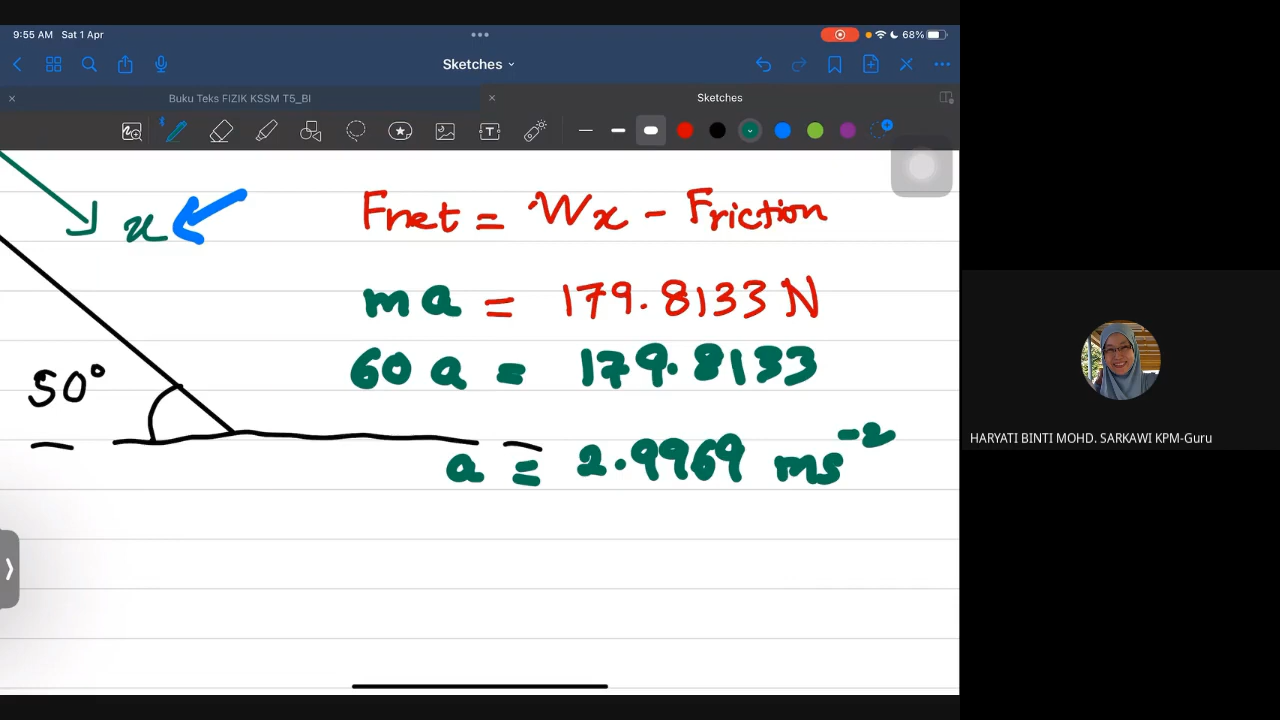 9:55 AM Sat 1 Apr
68%
Sketches
Buku Teks FIZIK KSSM T5_BI
Sketches
x
Fnet = Wx - Friction
ma = 179.8133 N
60 a = 179.8133
50°
a = 2.9969 ms⁻²
HARYATI BINTI MOHD. SARKAWI KPM-Guru